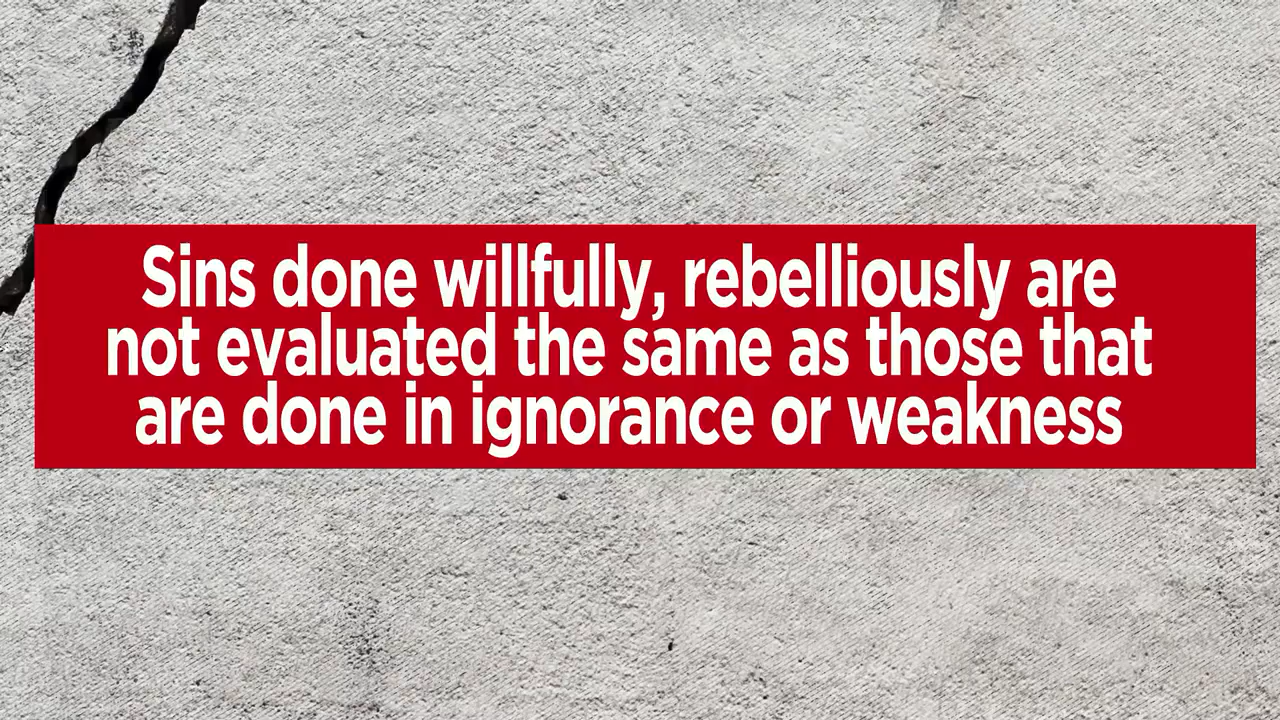 Sins done willfully, rebelliously are
not evaluated the same as those that
are done in ignorance or weakness